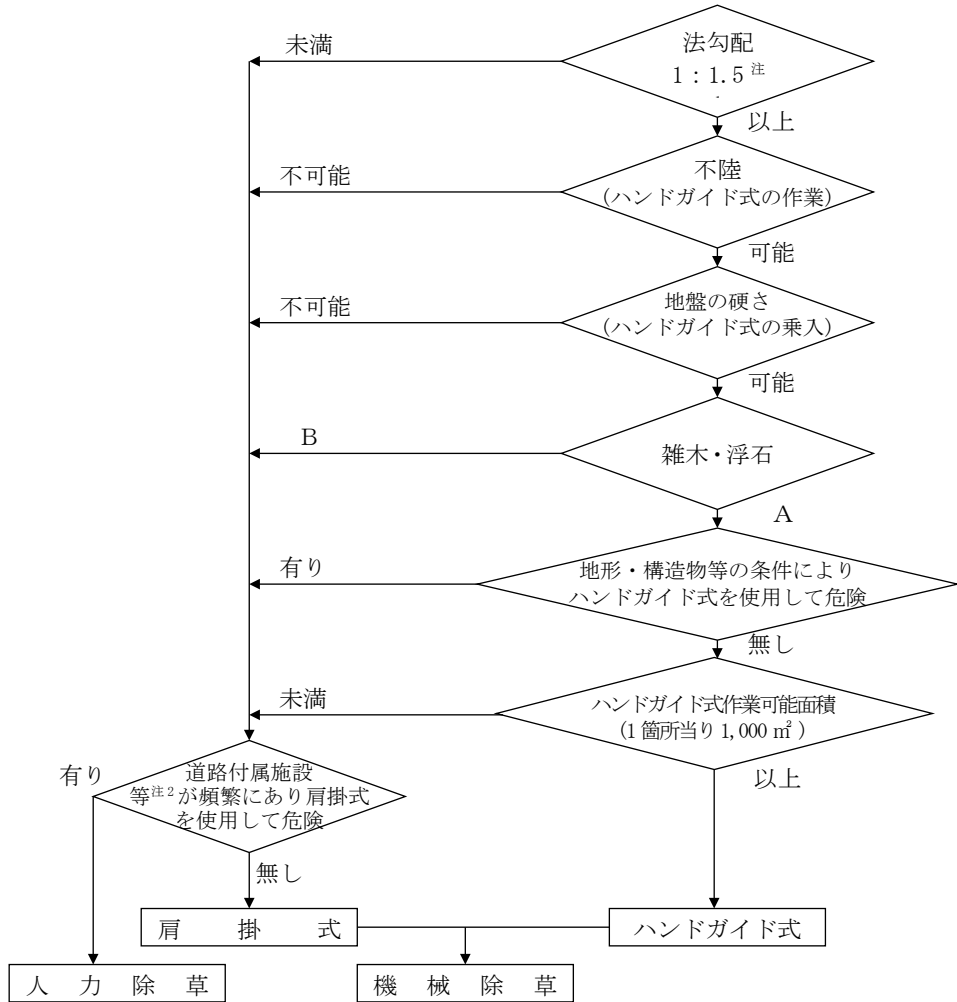 法勾配
未満
1：1.5 注
以上
不陸
不可能
(ハンドガイド式の作業)
可能
地盤の硬さ
不可能
(ハンドガイド式の乗入)
可能
B
雑木・浮石
A
有り
地形・構造物等の条件により
ハンドガイド式を使用して危険
無し
未満
ハンドガイド式作業可能面積
(1箇所当り1,000㎡)
以上
有り
道路付属施設
等注2が頻繁にあり肩掛式
を使用して危険
無し
肩掛式
ハンドガイド式
人力除草
機械除草